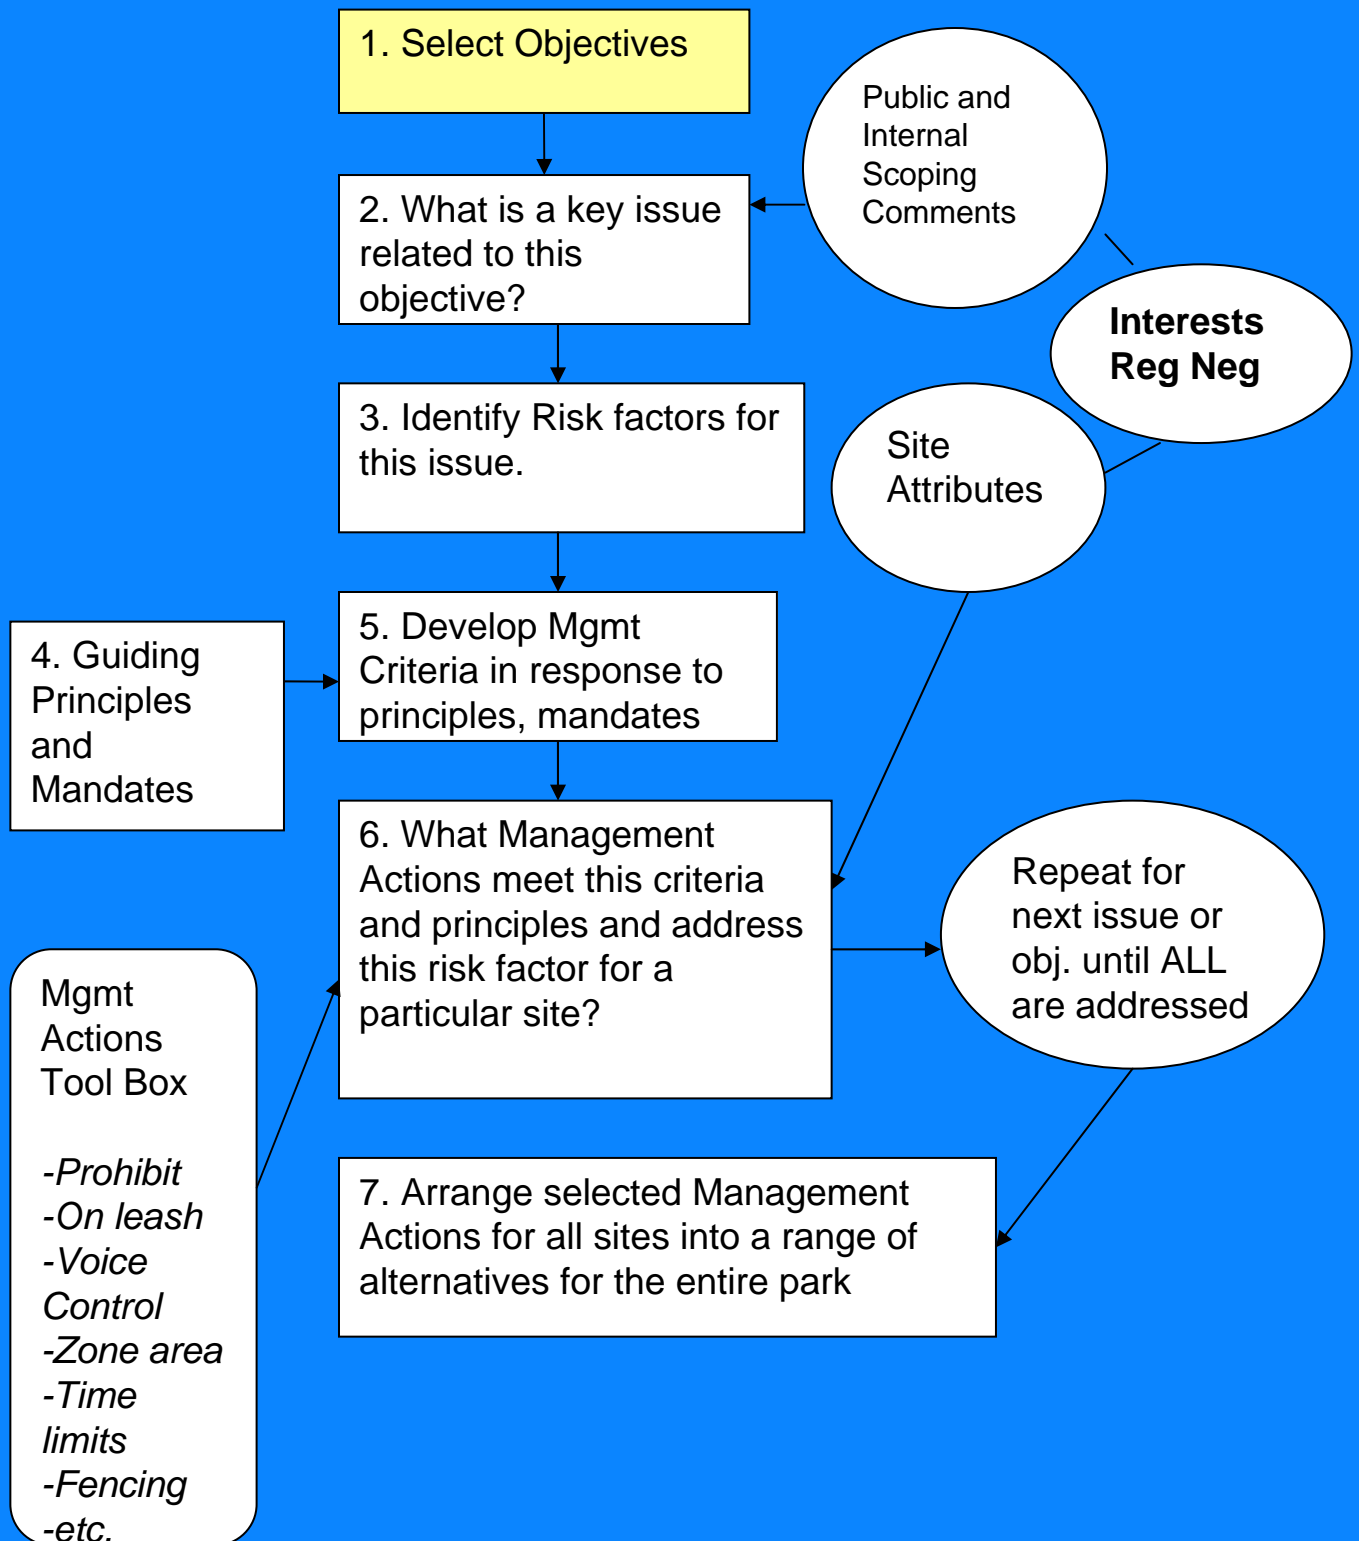 1. Select Objectives
Public and
Internal
Scoping
Comments
2. What is a key issue
related to this
objective?
Interests
Reg Neg
3. Identify Risk factors for
this issue.
Site
Attributes
4. Guiding
Principles
and
Mandates
5. Develop Mgmt
Criteria in response to
principles, mandates
6. What Management
Actions meet this criteria
and principles and address
this risk factor for a
particular site?
Repeat for
next issue or
obj. until ALL
are addressed
Mgmt
Actions
Tool Box
-Prohibit
-On leash
-Voice
Control
-Zone area
-Time
limits
-Fencing
-etc.
7. Arrange selected Management
Actions for all sites into a range of
alternatives for the entire park